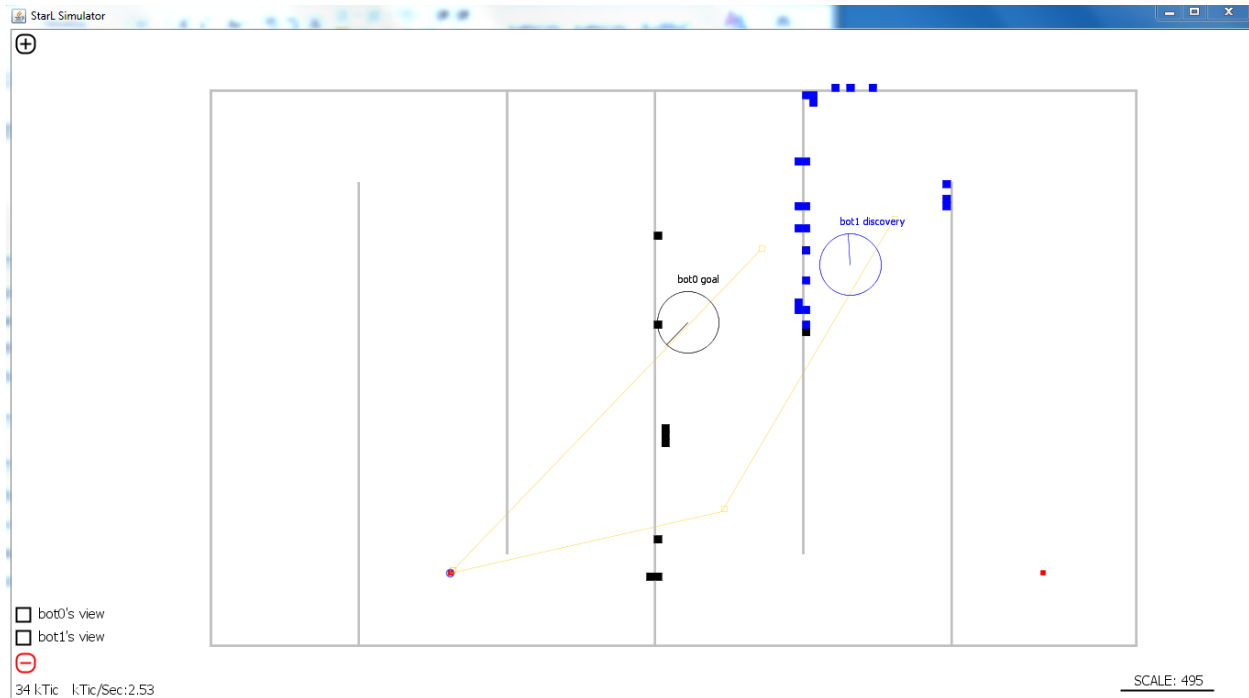 StarL Simulator
bot1 discovery
bot0 goal
bot0's view
bot1's view
34 kTic kTic/Sec:2.53
SCALE: 495